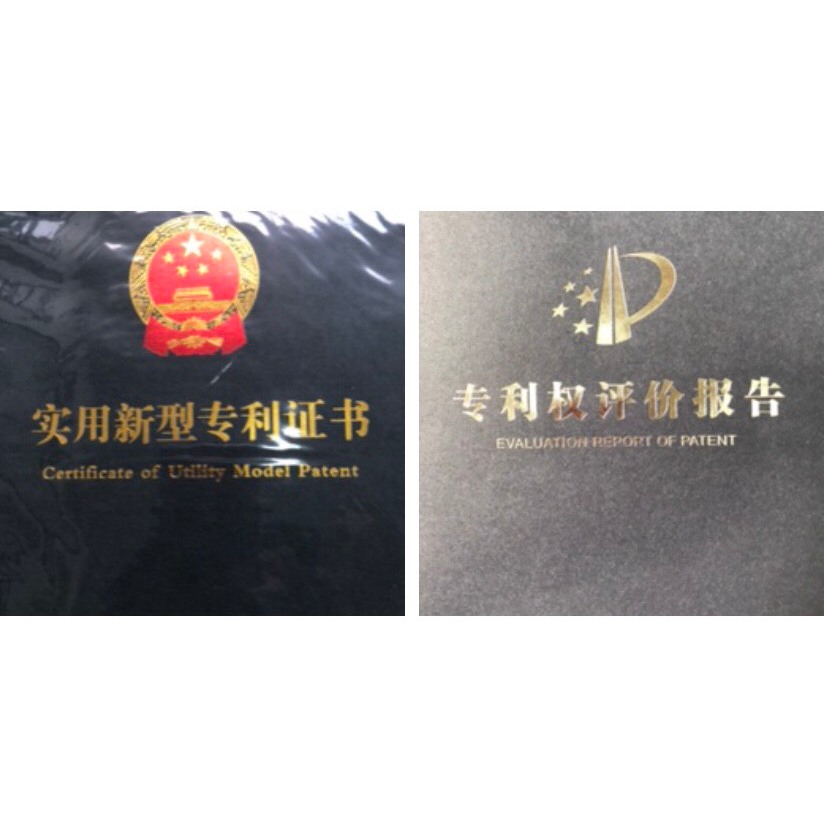 实用新型专利证书
Certificate of Utility Model Patent
专利权评价报告
EVALUATION REPORT OF PATENT